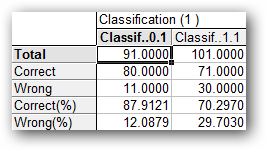 Classification (1 )
Classif..0.1 Classif..1.1
Total 91.0000 101.0000
Correct 80.0000 71.0000
Wrong 11.0000 30.0000
Correct(%) 87.9121 70.2970
Wrong(%) 12.0879 29.7030